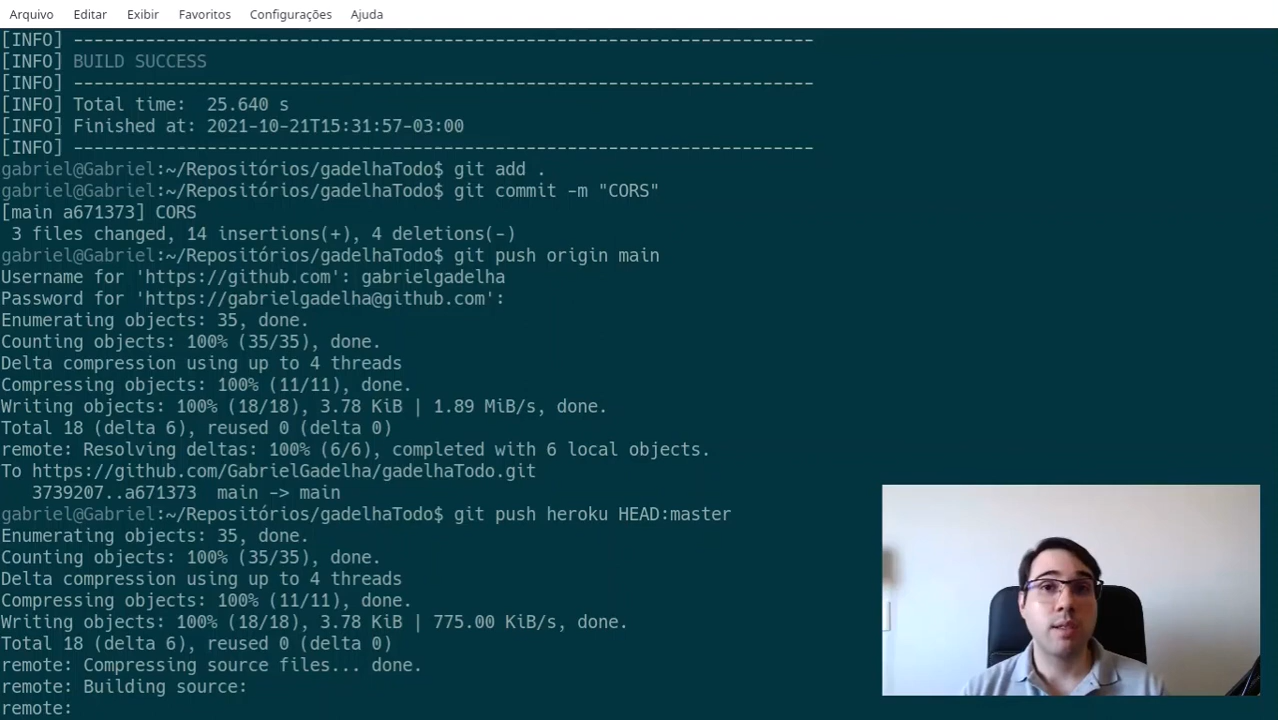 Arquivo Editar Exibir Favoritos Configurações Ajuda
[INFO] ------------------------------------------------------------------------
[INFO] BUILD SUCCESS
[INFO] ------------------------------------------------------------------------
[INFO] Total time:  25.640 s
[INFO] Finished at: 2021-10-21T15:31:57-03:00
[INFO] ------------------------------------------------------------------------
gabriel@Gabriel:~/Repositórios/gadelhaTodo$ git add .
gabriel@Gabriel:~/Repositórios/gadelhaTodo$ git commit -m "CORS"
[main a671373] CORS
 3 files changed, 14 insertions(+), 4 deletions(-)
gabriel@Gabriel:~/Repositórios/gadelhaTodo$ git push origin main
Username for 'https://github.com': gabrielgadelha
Password for 'https://gabrielgadelha@github.com':
Enumerating objects: 35, done.
Counting objects: 100% (35/35), done.
Delta compression using up to 4 threads
Compressing objects: 100% (11/11), done.
Writing objects: 100% (18/18), 3.78 KiB | 1.89 MiB/s, done.
Total 18 (delta 6), reused 0 (delta 0)
remote: Resolving deltas: 100% (6/6), completed with 6 local objects.
To https://github.com/GabrielGadelha/gadelhaTodo.git
   3739207..a671373  main -> main
gabriel@Gabriel:~/Repositórios/gadelhaTodo$ git push heroku HEAD:master
Enumerating objects: 35, done.
Counting objects: 100% (35/35), done.
Delta compression using up to 4 threads
Compressing objects: 100% (11/11), done.
Writing objects: 100% (18/18), 3.78 KiB | 775.00 KiB/s, done.
Total 18 (delta 6), reused 0 (delta 0)
remote: Compressing source files... done.
remote: Building source:
remote: